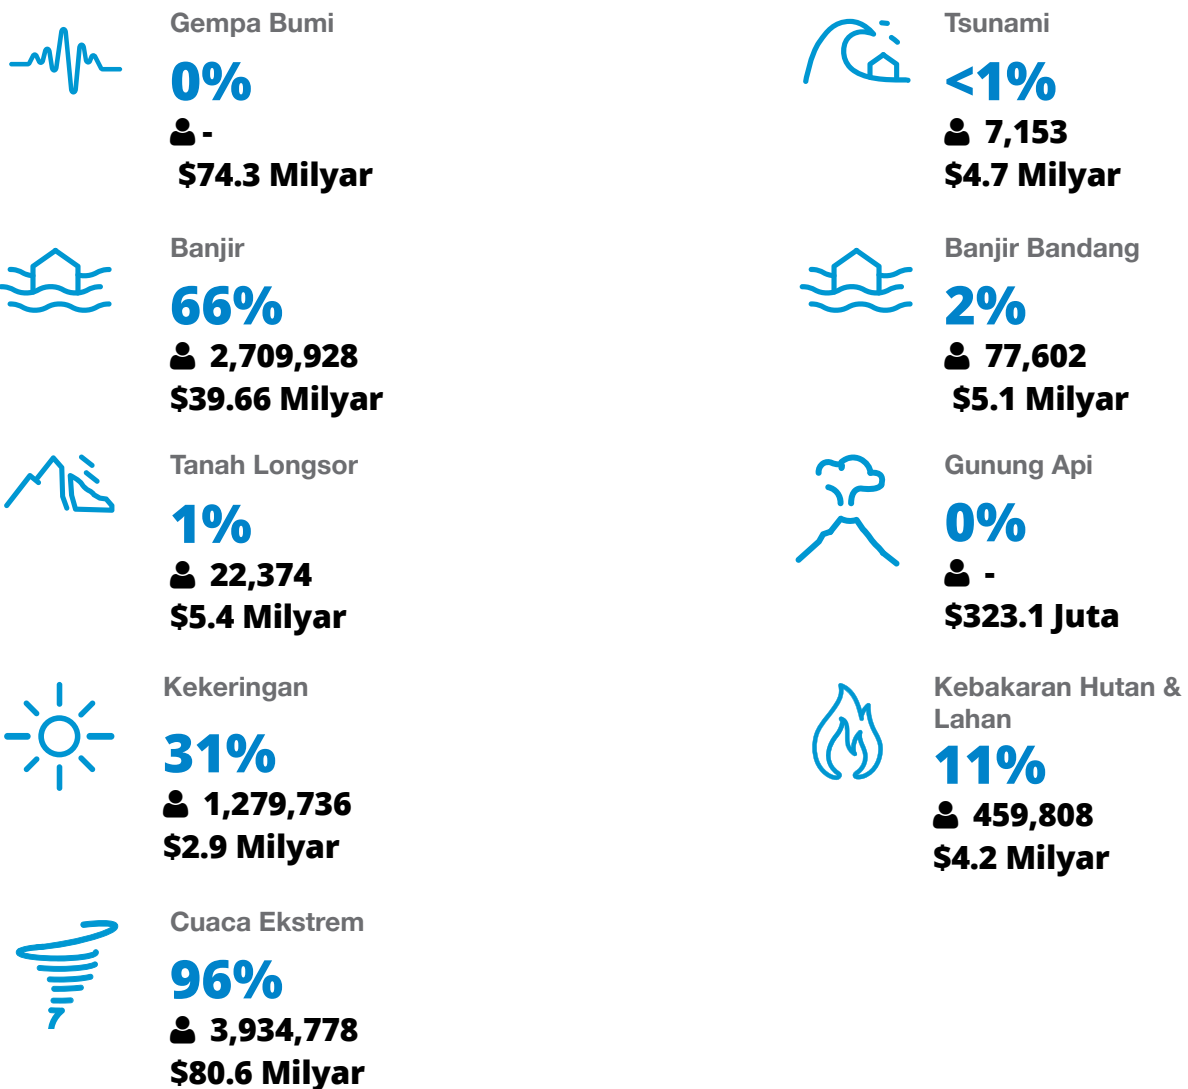 Gempa Bumi
0%
-
$74.3 Milyar
Tsunami
<1%
7,153
$4.7 Milyar
Banjir
66%
2,709,928
$39.66 Milyar
Banjir Bandang
2%
77,602
$5.1 Milyar
Tanah Longsor
1%
22,374
$5.4 Milyar
Gunung Api
0%
-
$323.1 Juta
Kekeringan
31%
1,279,736
$2.9 Milyar
Kebakaran Hutan &
Lahan
11%
459,808
$4.2 Milyar
Cuaca Ekstrem
96%
3,934,778
$80.6 Milyar